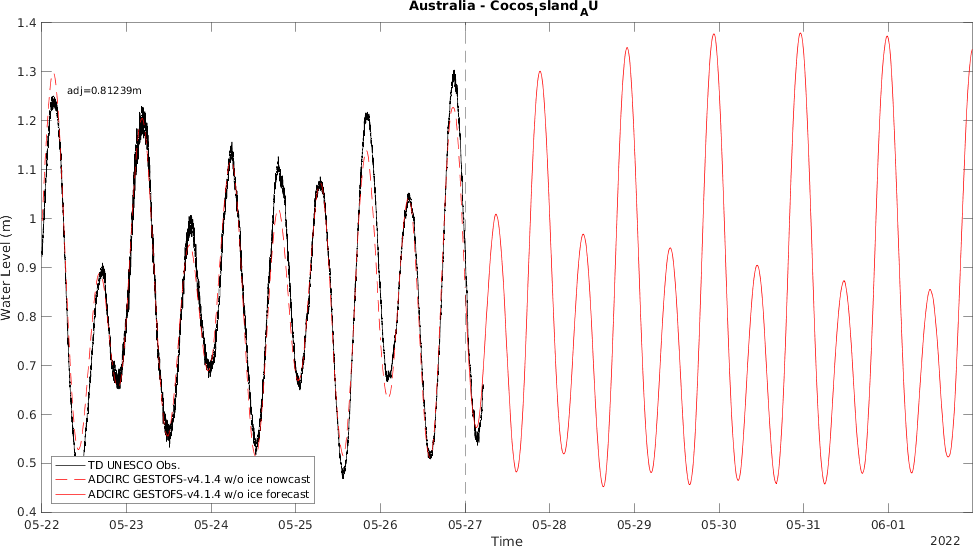 Australia - Cocos_Island_AU
1.4
1.3
1.2
1.1
1
0.9
0.8
0.7
0.6
0.5
0.4
Water Level (m)
adj=0.81239m
TD UNESCO Obs.
ADCIRC GESTOFS-v4.1.4 w/o ice nowcast
ADCIRC GESTOFS-v4.1.4 w/o ice forecast
05-22 05-23 05-24 05-25 05-26 05-27 05-28 05-29 05-30 05-31 06-01
Time
2022